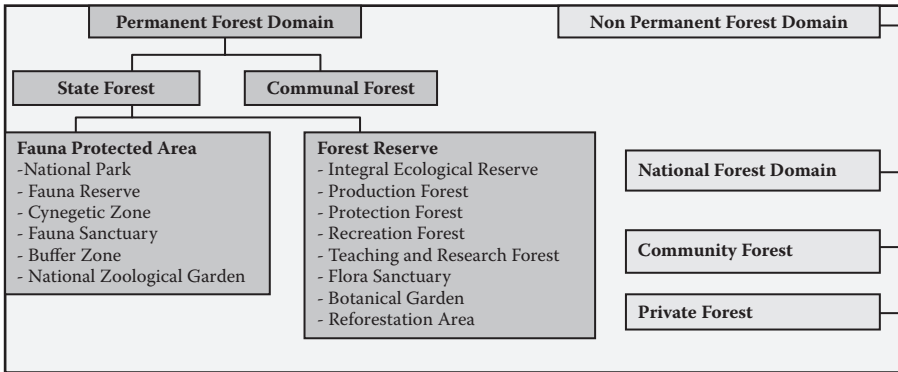 Permanent Forest Domain
Non Permanent Forest Domain
State Forest
Communal Forest
Fauna Protected Area
-National Park
- Fauna Reserve
- Cynegetic Zone
- Fauna Sanctuary
- Buffer Zone
- National Zoological Garden
Forest Reserve
- Integral Ecological Reserve
- Production Forest
- Protection Forest
- Recreation Forest
- Teaching and Research Forest
- Flora Sanctuary
- Botanical Garden
- Reforestation Area
National Forest Domain
Community Forest
Private Forest